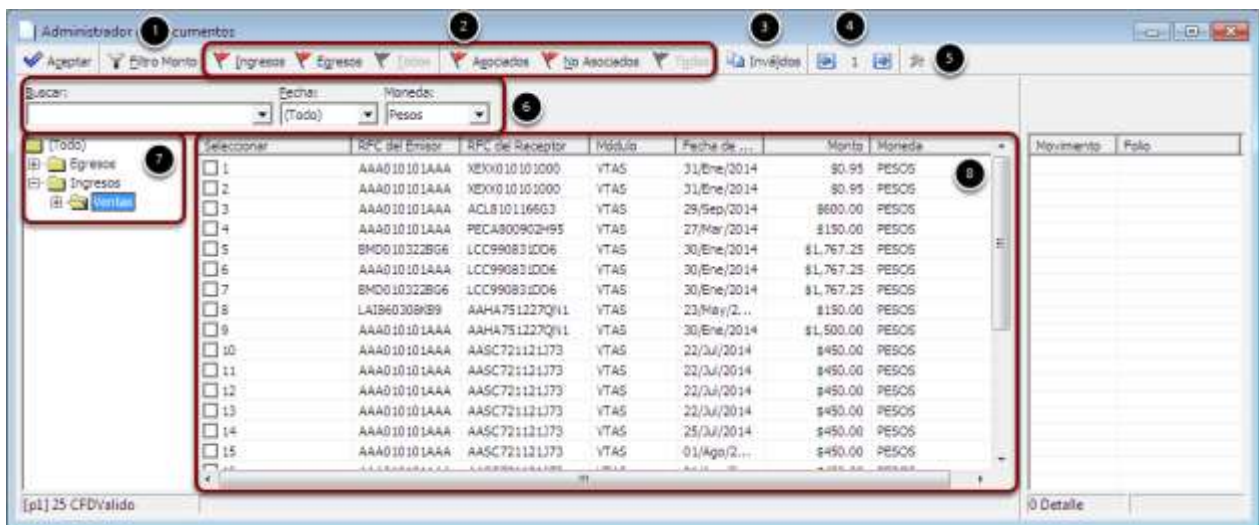 Administrador cumentos
1 2 3 4
Aceptar Filtro Monto Ingresos Egresos Todos Asociados No Asociados Todos Inválidos 1 5
Buscar: Fecha: Moneda:
(Todo) Pesos 6
(Todo) 7
Egresos
Ingresos
Ventas
Seleccionar RFC del Emisor RFC del Receptor Módulo Fecha de ... Monto Moneda
1 AAA010101AAA XEXX010101000 VTAS 31/Ene/2014 $0.95 PESOS 8
2 AAA010101AAA XEXX010101000 VTAS 31/Ene/2014 $0.95 PESOS
3 AAA010101AAA ACL8101166G3 VTAS 29/Sep/2014 $600.00 PESOS
4 AAA010101AAA PECA800902H95 VTAS 27/Mar/2014 $150.00 PESOS
5 BMD010322BG6 LCC990831DD6 VTAS 30/Ene/2014 $1,767.25 PESOS
6 AAA010101AAA LCC990831DD6 VTAS 30/Ene/2014 $1,767.25 PESOS
7 BMD010322BG6 LCC990831DD6 VTAS 30/Ene/2014 $1,767.25 PESOS
8 LAIB60308KB9 AAHA751227QN1 VTAS 23/May/2... $150.00 PESOS
9 AAA010101AAA AAHA751227QN1 VTAS 30/Ene/2014 $1,500.00 PESOS
10 AAA010101AAA AASC721121J73 VTAS 22/Jul/2014 $450.00 PESOS
11 AAA010101AAA AASC721121J73 VTAS 22/Jul/2014 $450.00 PESOS
12 AAA010101AAA AASC721121J73 VTAS 22/Jul/2014 $450.00 PESOS
13 AAA010101AAA AASC721121J73 VTAS 22/Jul/2014 $450.00 PESOS
14 AAA010101AAA AASC721121J73 VTAS 25/Jul/2014 $450.00 PESOS
15 AAA010101AAA AASC721121J73 VTAS 01/Ago/2... $450.00 PESOS
Movimiento Folio
[p1] 25 CFDValido
0 Detalle